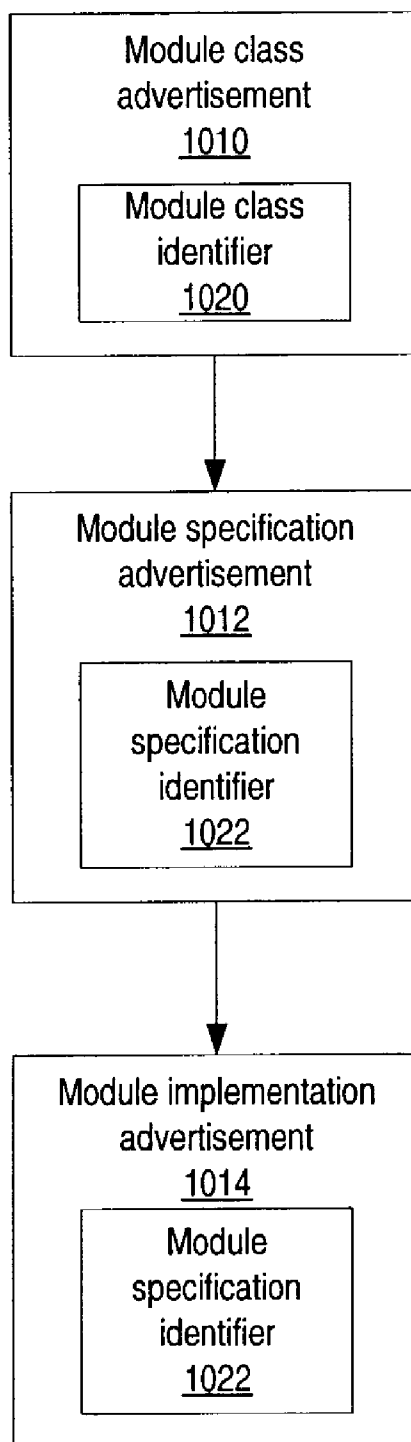 Module class
advertisement
1010
Module class
identifier
1020
Module specification
advertisement
1012
Module
specification
identifier
1022
Module implementation
advertisement
1014
Module
specification
identifier
1022